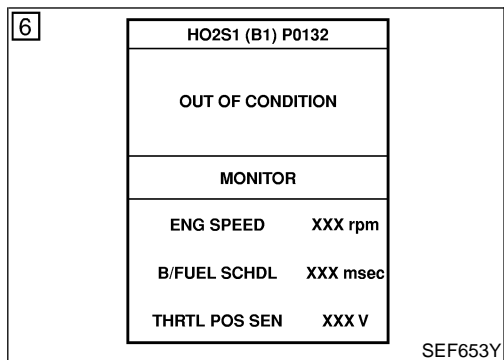 6
HO2S1 (B1) P0132
OUT OF CONDITION
MONITOR
ENG SPEED XXX rpm
B/FUEL SCHDL XXX msec
THRTL POS SEN XXX V
SEF653Y